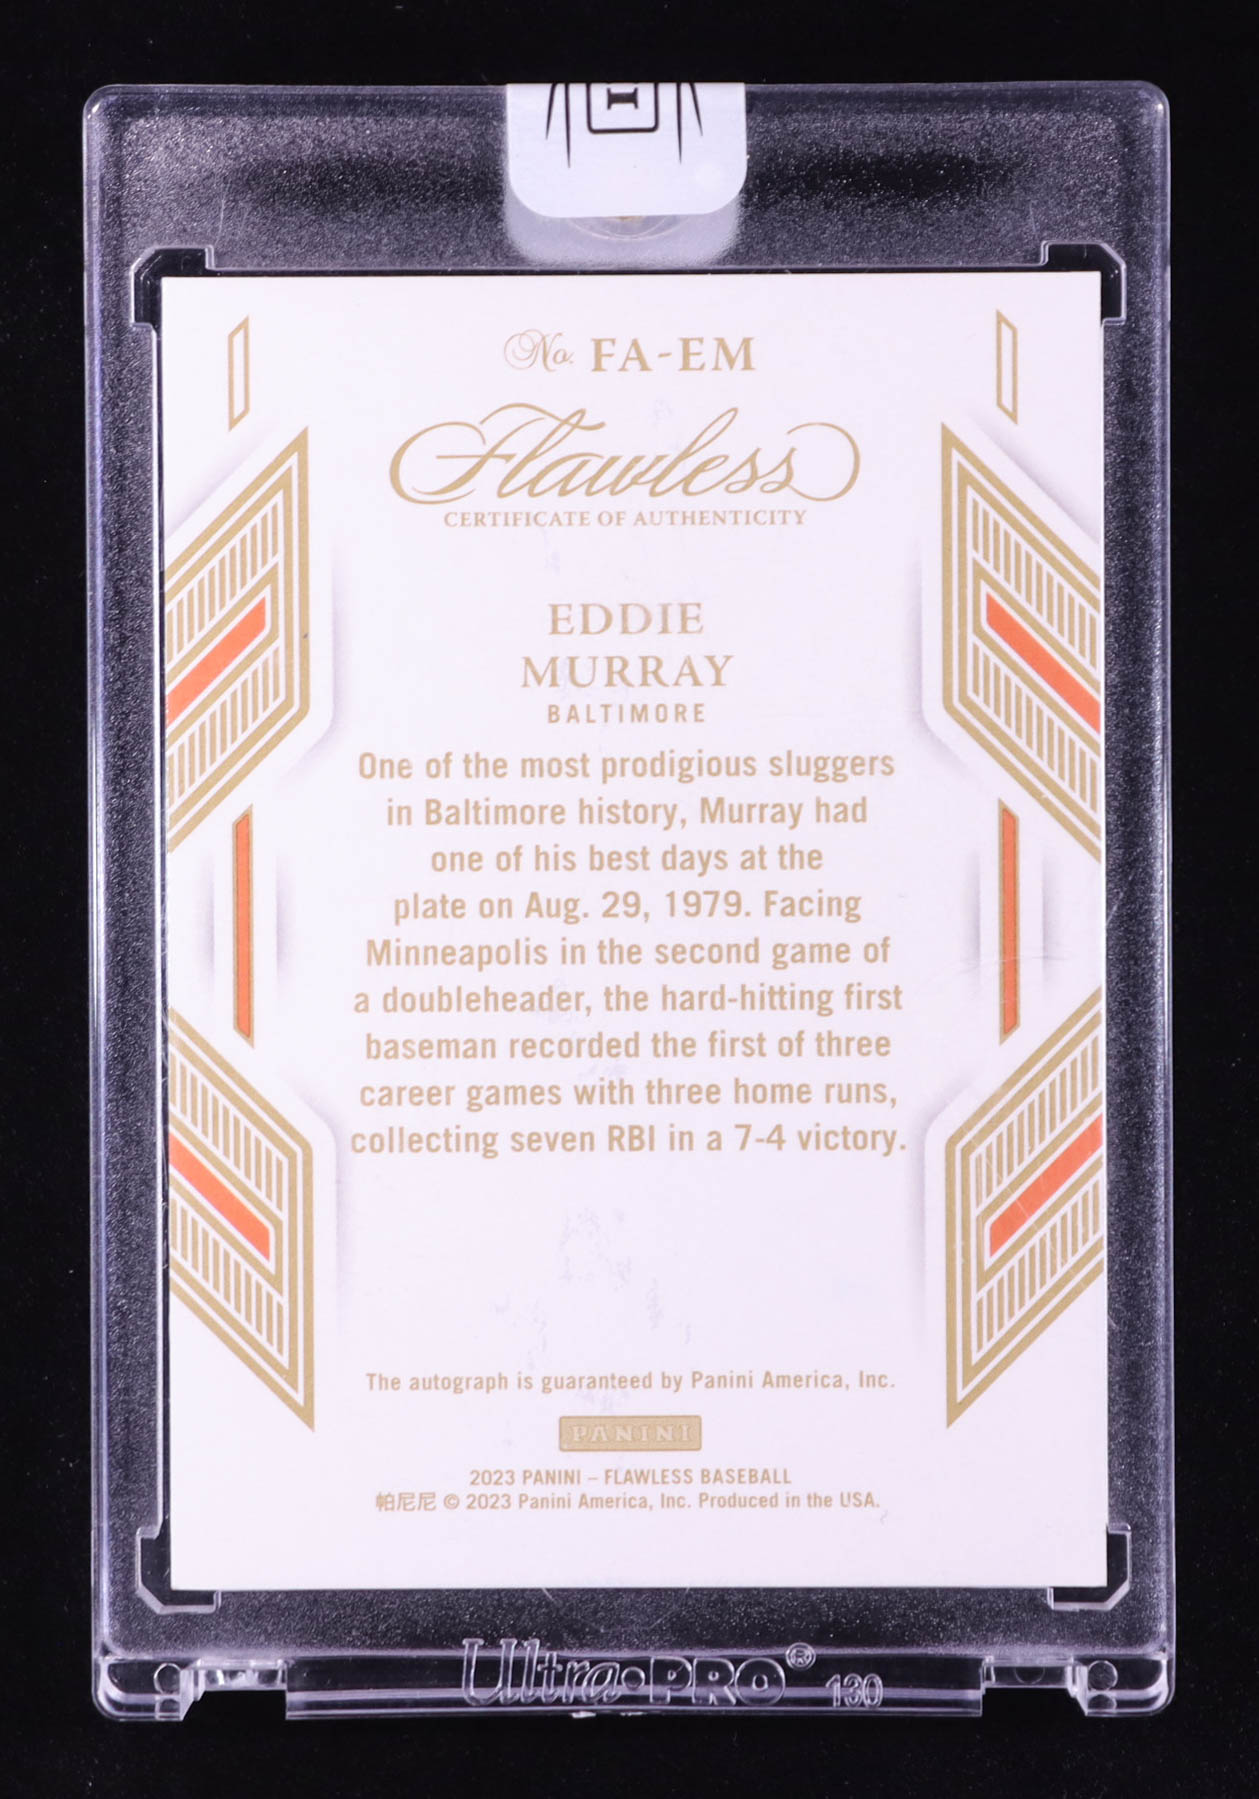 I
No. FA-EM
Flawless
CERTIFICATE OF AUTHENTICITY
EDDIE
MURRAY
BALTIMORE
One of the most prodigious sluggers
in Baltimore history, Murray had
one of his best days at the
plate on Aug. 29, 1979. Facing
Minneapolis in the second game of
a doubleheader, the hard-hitting first
baseman recorded the first of three
career games with three home runs,
collecting seven RBI in a 7-4 victory.
The autograph is guaranteed by Panini America, Inc.
PANINI
2023 PANINI – FLAWLESS BASEBALL
帕尼尼 © 2023 Panini America, Inc. Produced in the USA.
Ultra•PRO® 130